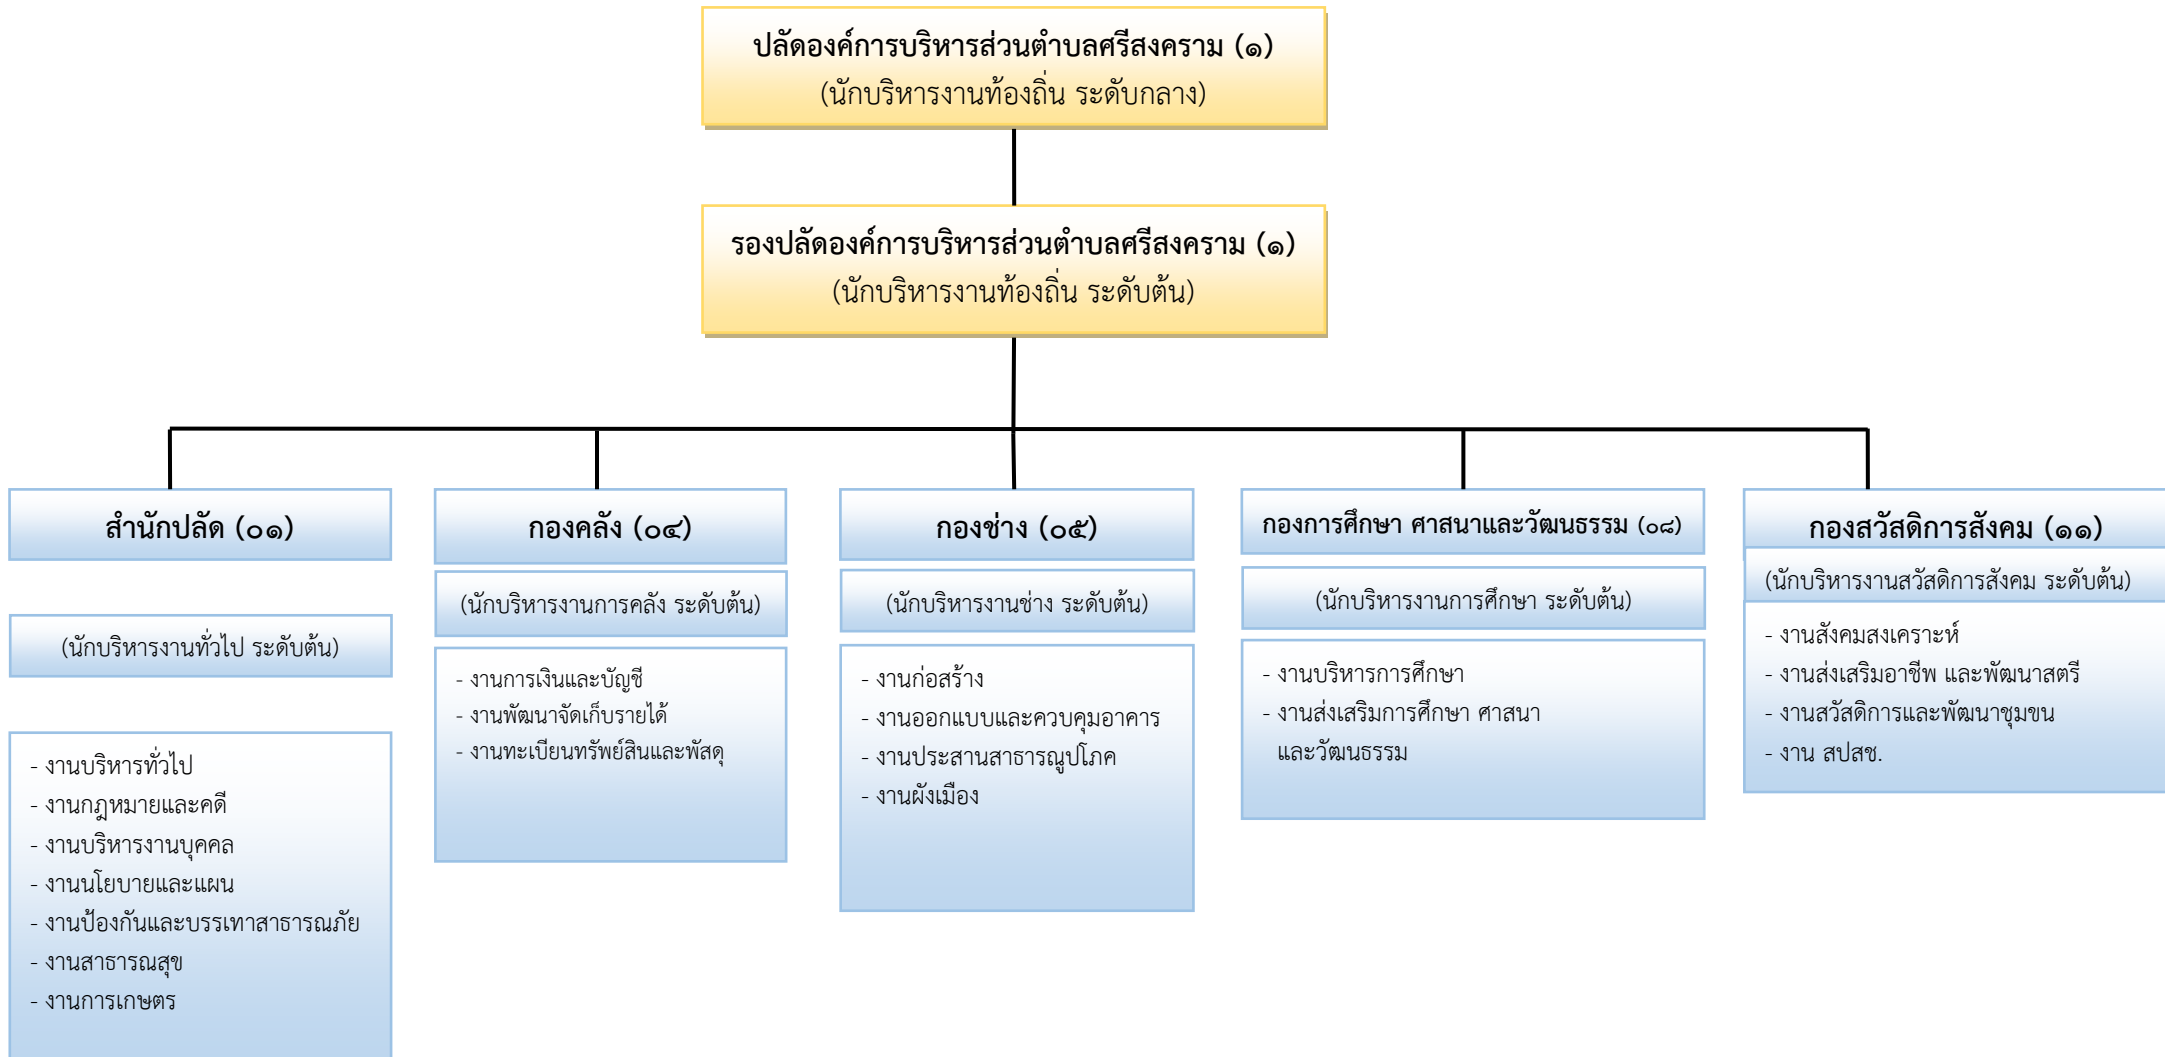 ปลัดองค์การบริหารส่วนตำบลศรีสงคราม (๑)
(นักบริหารงานท้องถิ่น ระดับกลาง)
รองปลัดองค์การบริหารส่วนตำบลศรีสงคราม (๑)
(นักบริหารงานท้องถิ่น ระดับต้น)
สำนักปลัด (๐๑)
(นักบริหารงานทั่วไป ระดับต้น)
- งานบริหารทั่วไป
- งานกฎหมายและคดี
- งานบริหารงานบุคคล
- งานนโยบายและแผน
- งานป้องกันและบรรเทาสาธารณภัย
- งานสาธารณสุข
- งานการเกษตร
กองคลัง (๐๔)
(นักบริหารงานการคลัง ระดับต้น)
- งานการเงินและบัญชี
- งานพัฒนาจัดเก็บรายได้
- งานทะเบียนทรัพย์สินและพัสดุ
กองช่าง (๐๕)
(นักบริหารงานช่าง ระดับต้น)
- งานก่อสร้าง
- งานออกแบบและควบคุมอาคาร
- งานประสานสาธารณูปโภค
- งานผังเมือง
กองการศึกษา ศาสนาและวัฒนธรรม (๐๘)
(นักบริหารงานการศึกษา ระดับต้น)
- งานบริหารการศึกษา
- งานส่งเสริมการศึกษา ศาสนา
และวัฒนธรรม
กองสวัสดิการสังคม (๑๑)
(นักบริหารงานสวัสดิการสังคม ระดับต้น)
- งานสังคมสงเคราะห์
- งานส่งเสริมอาชีพ และพัฒนาสตรี
- งานสวัสดิการและพัฒนาชุมขน
- งาน สปสช.